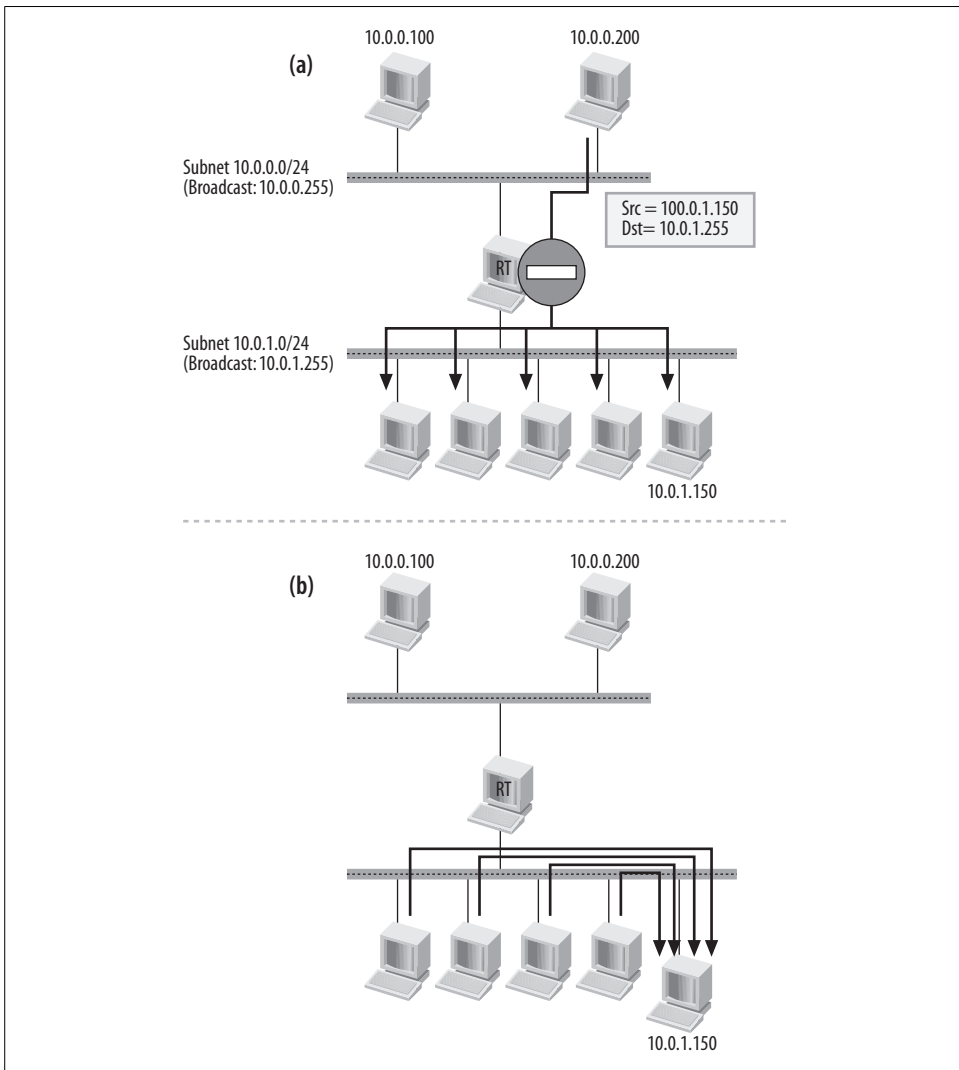 10.0.0.100
10.0.0.200
(a)
Subnet 10.0.0.0/24
(Broadcast: 10.0.0.255)
Src = 100.0.1.150
Dst= 10.0.1.255
RT
Subnet 10.0.1.0/24
(Broadcast: 10.0.1.255)
10.0.1.150
10.0.0.100
10.0.0.200
(b)
RT
10.0.1.150